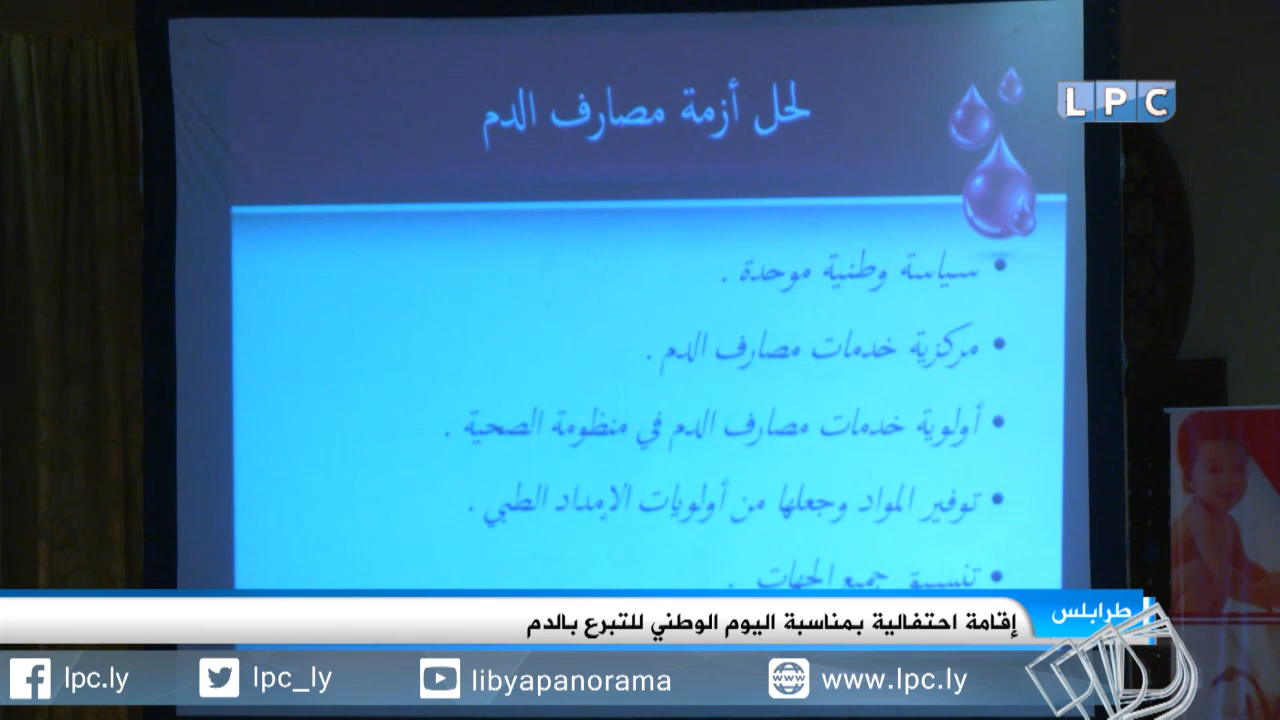 لحل أزمة مصارف الدم
LPC
• سياسة وطنية موحدة .
• مركزية خدمات مصارف الدم .
• أولوية خدمات مصارف الدم في منظومة الصحية .
• توفير المواد وجعلها من أولويات الإمداد الطبي .
• تنسيق جميع الجهات .
طرابلس
إقامة احتفالية بمناسبة اليوم الوطني للتبرع بالدم
lpc.ly
lpc_ly
libyapanorama
www.lpc.ly